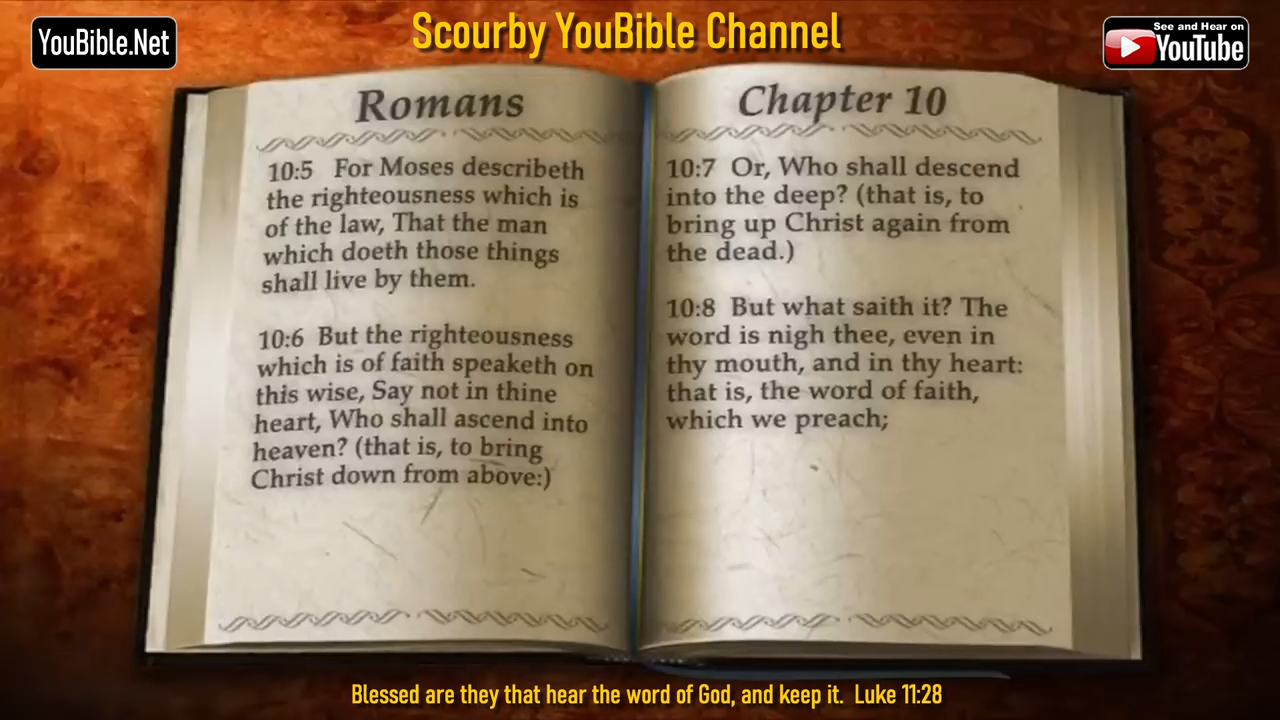 YouBible.Net
Scourby YouBible Channel
See and Hear on
YouTube
Romans
10:5 For Moses describeth
the righteousness which is
of the law, That the man
which doeth those things
shall live by them.
10:6 But the righteousness
which is of faith speaketh on
this wise, Say not in thine
heart, Who shall ascend into
heaven? (that is, to bring
Christ down from above:)
Chapter 10
10:7 Or, Who shall descend
into the deep? (that is, to
bring up Christ again from
the dead.)
10:8 But what saith it? The
word is nigh thee, even in
thy mouth, and in thy heart:
that is, the word of faith,
which we preach;
Blessed are they that hear the word of God, and keep it. Luke 11:28